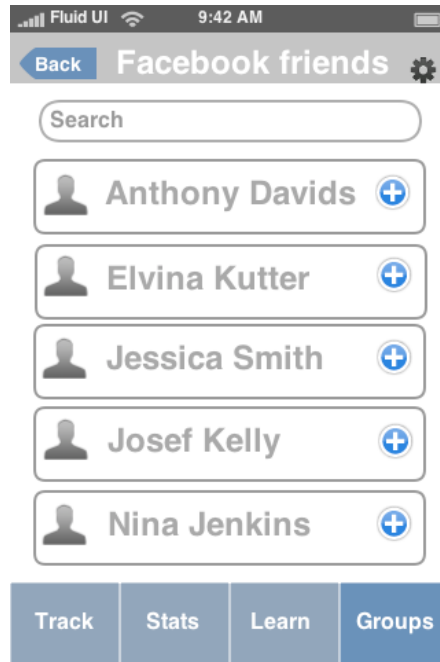 Fluid UI 9:42 AM
Back Facebook friends
Search
Anthony Davids
Elvina Kutter
Jessica Smith
Josef Kelly
Nina Jenkins
Track Stats Learn Groups